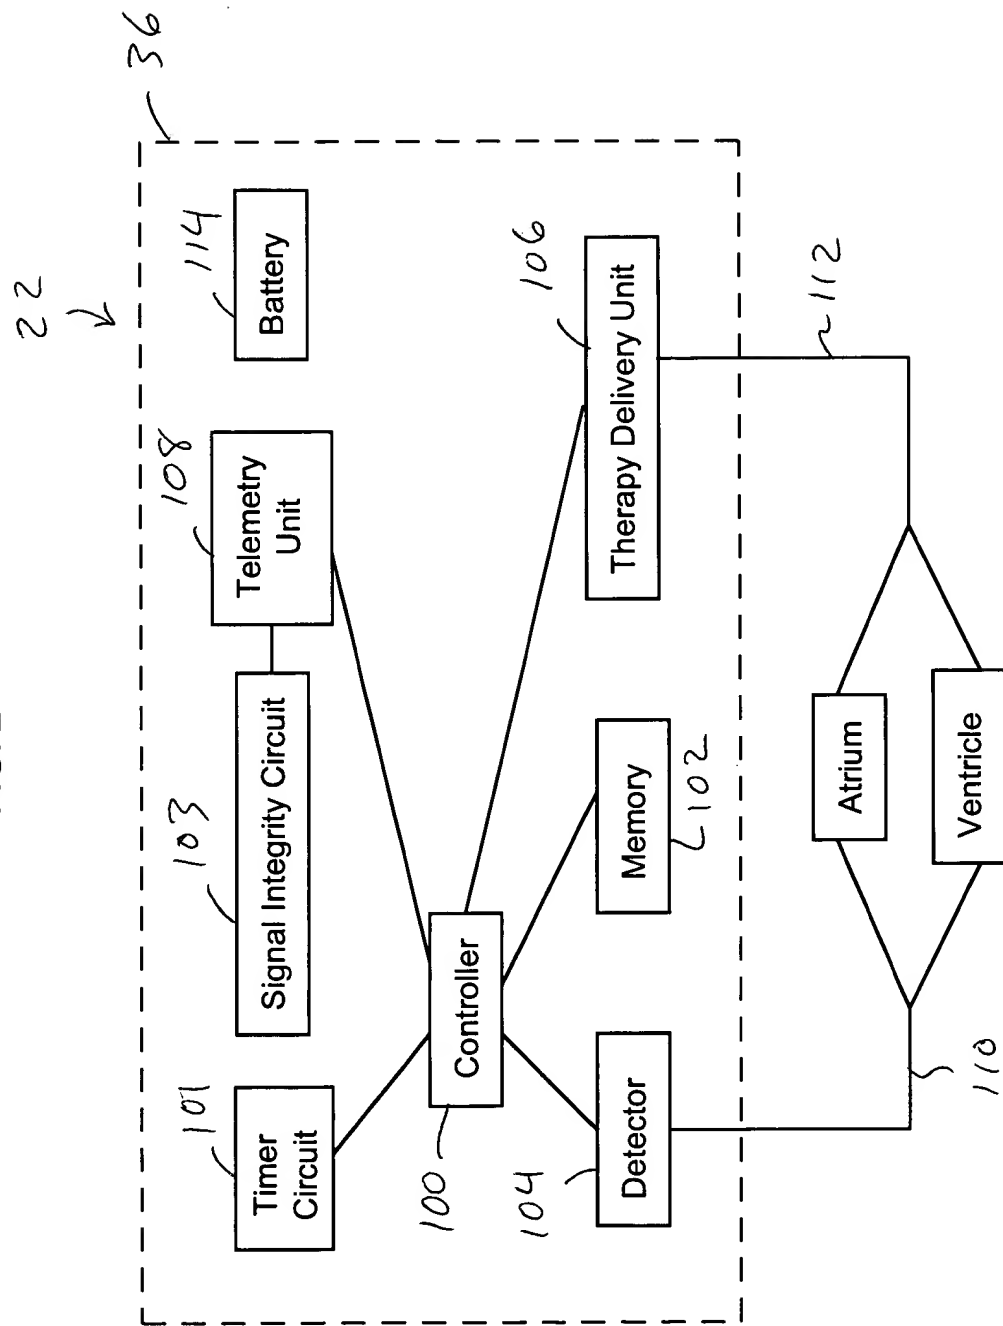 22
36
101
Timer
Circuit
103
Signal Integrity Circuit
108
Telemetry
Unit
114
Battery
100
Controller
104
Detector
Memory
102
106
Therapy Delivery Unit
110
112
Atrium
Ventricle